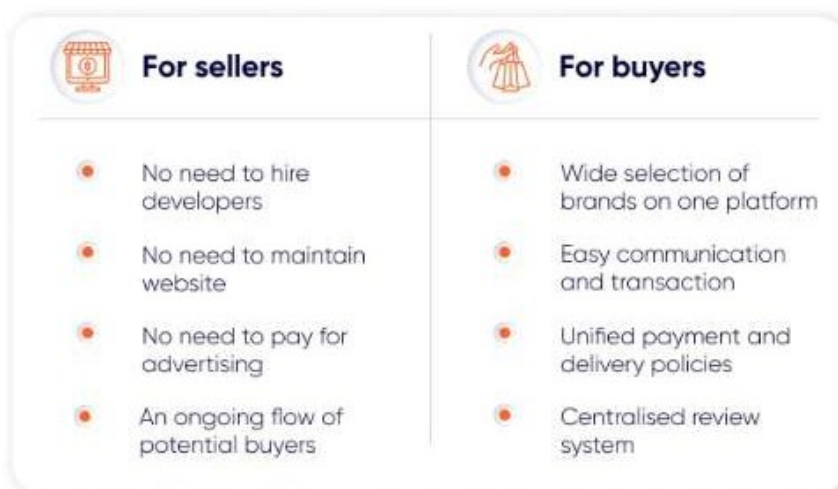 For sellers
No need to hire
developers
No need to maintain
website
No need to pay for
advertising
An ongoing flow of
potential buyers
For buyers
Wide selection of
brands on one platform
Easy communication
and transaction
Unified payment and
delivery policies
Centralised review
system